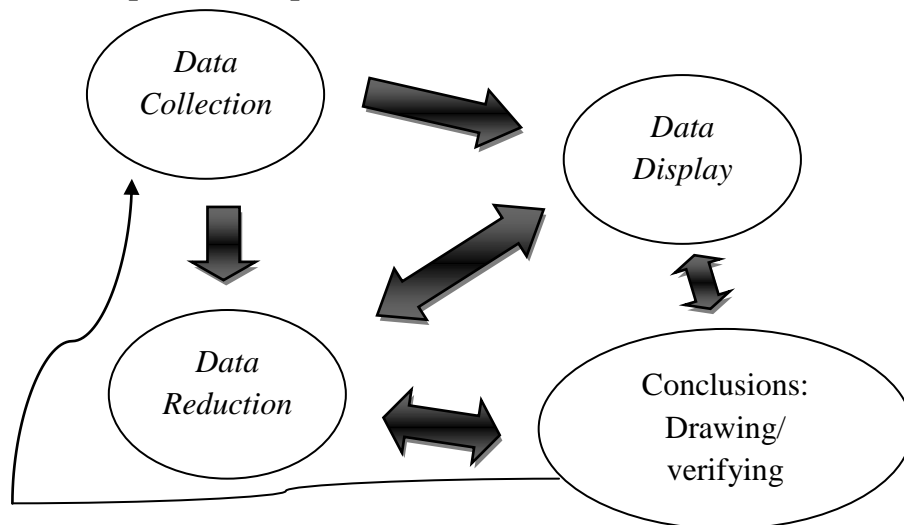 Data
Collection
Data
Display
Data
Reduction
Conclusions:
Drawing/
verifying